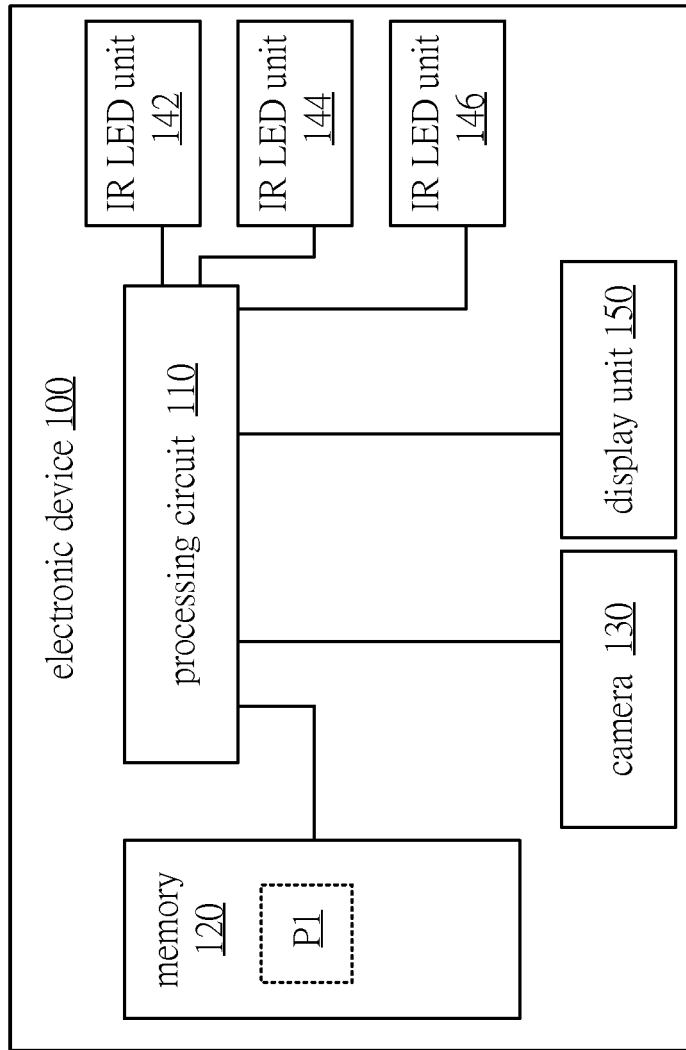 electronic device 100
memory
120
P1
processing circuit 110
IR LED unit
142
IR LED unit
144
IR LED unit
146
camera 130
display unit 150